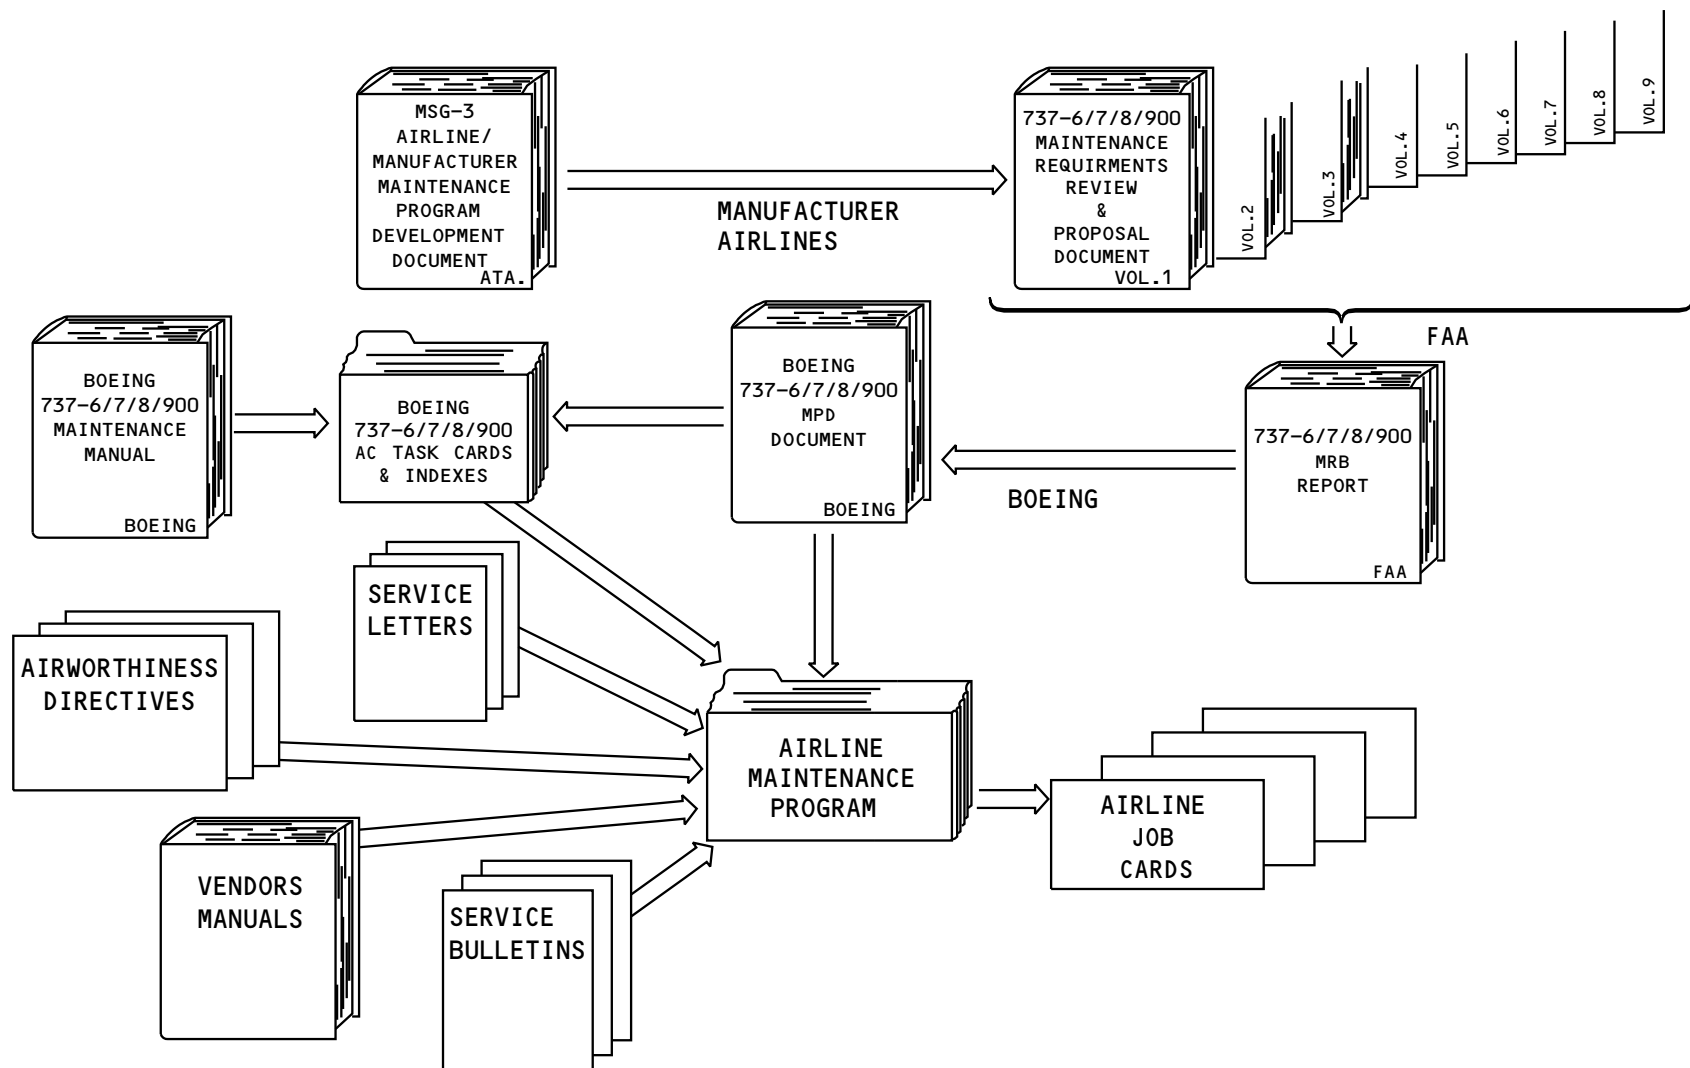 MSG-3
AIRLINE/
MANUFACTURER
MAINTENANCE
PROGRAM
DEVELOPMENT
DOCUMENT
ATA.
MANUFACTURER
AIRLINES
737-6/7/8/900
MAINTENANCE
REQUIRMENTS
REVIEW
&
PROPOSAL
DOCUMENT
VOL.1
VOL.2
VOL.3
VOL.4
VOL.5
VOL.6
VOL.7
VOL.8
VOL.9
FAA
BOEING
737-6/7/8/900
MAINTENANCE
MANUAL
BOEING
BOEING
737-6/7/8/900
AC TASK CARDS
& INDEXES
BOEING
737-6/7/8/900
MPD
DOCUMENT
BOEING
BOEING
737-6/7/8/900
MRB
REPORT
FAA
SERVICE
LETTERS
AIRWORTHINESS
DIRECTIVES
AIRLINE
MAINTENANCE
PROGRAM
AIRLINE
JOB
CARDS
VENDORS
MANUALS
SERVICE
BULLETINS